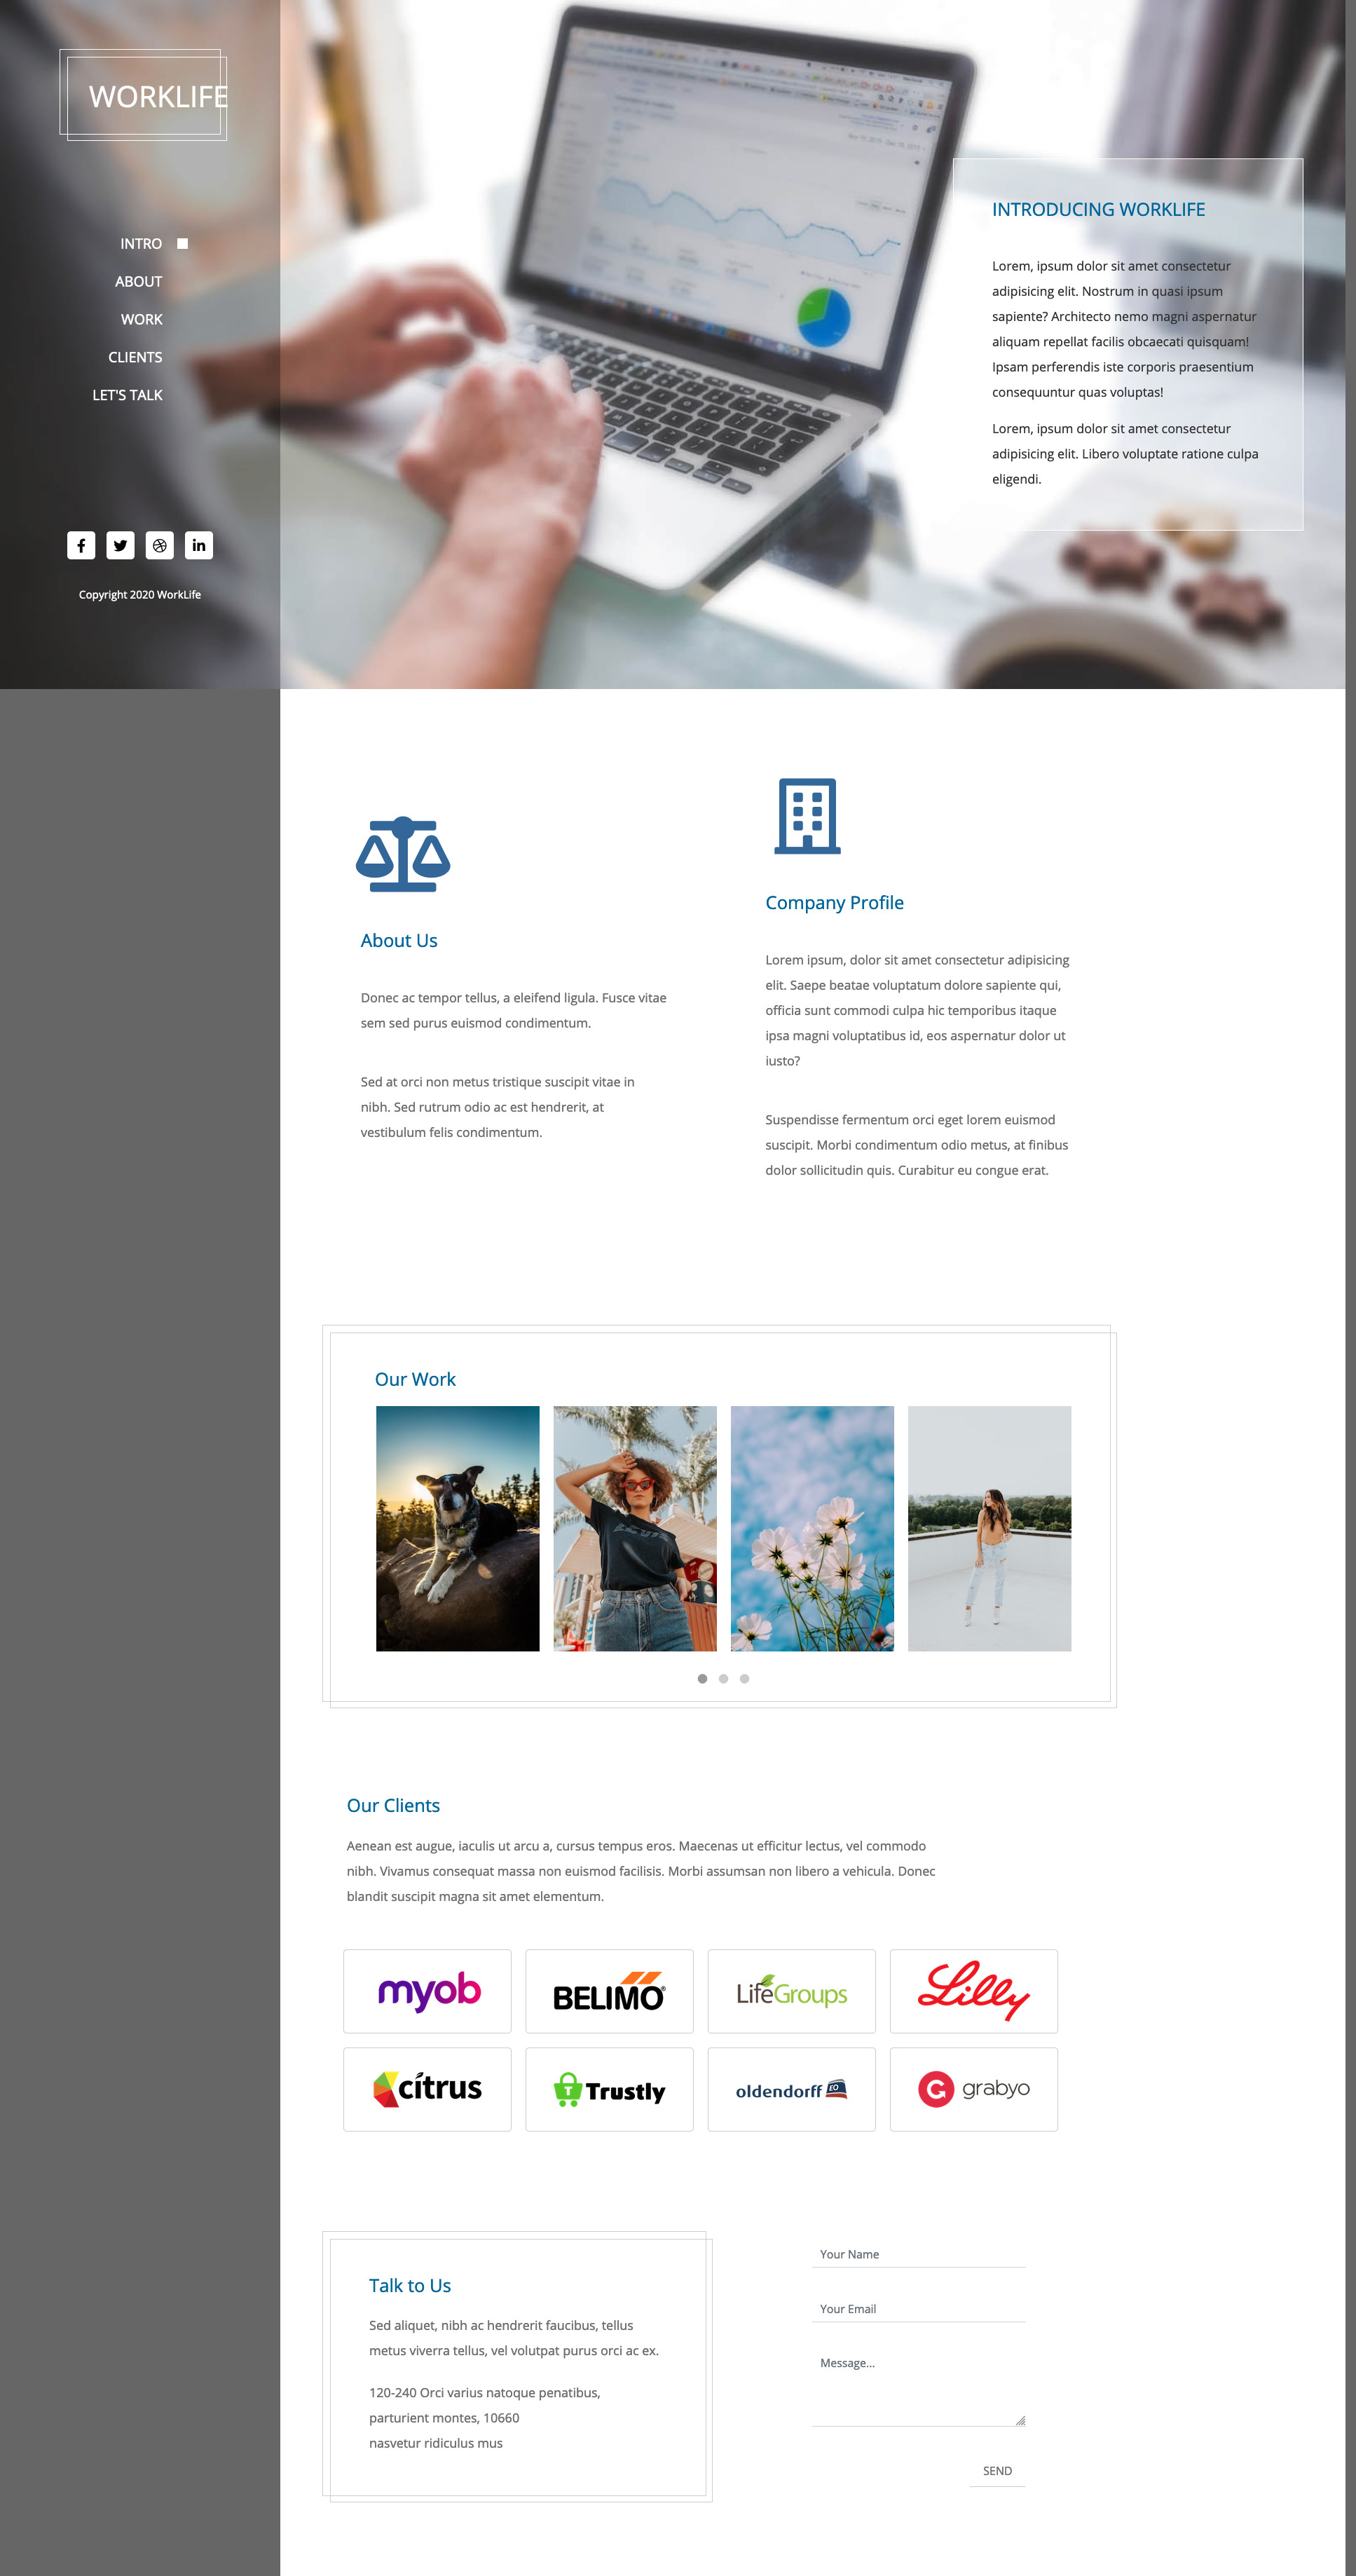 WORKLIFE
INTRO
ABOUT
WORK
CLIENTS
LET'S TALK
Copyright 2020 WorkLife
INTRODUCING WORKLIFE
Lorem, ipsum dolor sit amet consectetur
adipisicing elit. Nostrum in quasi ipsum
sapiente? Architecto nemo magni aspernatur
aliquam repellat facilis obcaecati quisquam!
Ipsam perferendis iste corporis praesentium
consequuntur quas voluptas!
Lorem, ipsum dolor sit amet consectetur
adipisicing elit. Libero voluptate ratione culpa
eligendi.
About Us
Donec ac tempor tellus, a eleifend ligula. Fusce vitae
sem sed purus euismod condimentum.
Sed at orci non metus tristique suscipit vitae in
nibh. Sed rutrum odio ac est hendrerit, at
vestibulum felis condimentum.
Company Profile
Lorem ipsum, dolor sit amet consectetur adipisicing
elit. Saepe beatae voluptatum dolore sapiente qui,
officia sunt commodi culpa hic temporibus itaque
ipsa magni voluptatibus id, eos aspernatur dolor ut
iusto?
Suspendisse fermentum orci eget lorem euismod
suscipit. Morbi condimentum odio metus, at finibus
dolor sollicitudin quis. Curabitur eu congue erat.
Our Work
Our Clients
Aenean est augue, iaculis ut arcu a, cursus tempus eros. Maecenas ut efficitur lectus, vel commodo
nibh. Vivamus consequat massa non euismod facilisis. Morbi assumsan non libero a vehicula. Donec
blandit suscipit magna sit amet elementum.
myob
BELIMO®
LifeGroups
Lilly
citrus
T Trustly
oldendorff EO
G grabyo
Talk to Us
Sed aliquet, nibh ac hendrerit faucibus, tellus
metus viverra tellus, vel volutpat purus orci ac ex.
120-240 Orci varius natoque penatibus,
parturient montes, 10660
nasvetur ridiculus mus
Your Name
Your Email
Message...
SEND